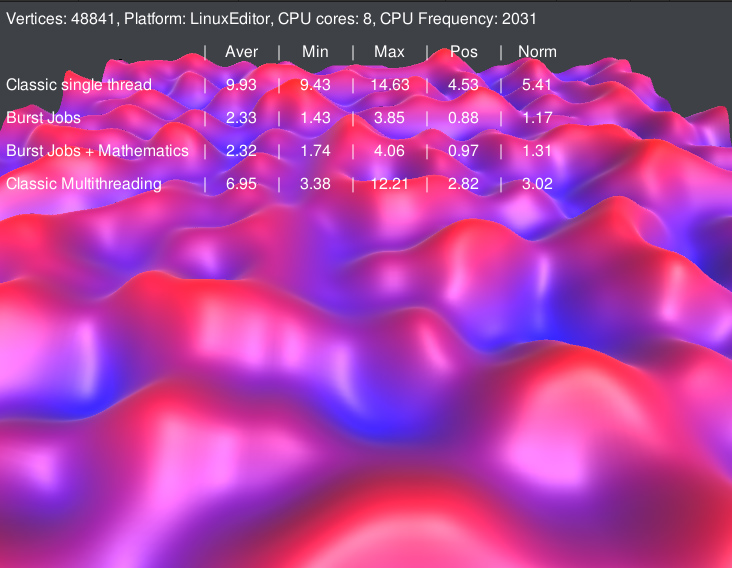 Vertices: 48841, Platform: LinuxEditor, CPU cores: 8, CPU Frequency: 2031
| Aver | Min | Max | Pos | Norm
Classic single thread | 9.93 | 9.43 | 14.63 | 4.53 | 5.41
Burst Jobs | 2.33 | 1.43 | 3.85 | 0.88 | 1.17
Burst Jobs + Mathematics | 2.32 | 1.74 | 4.06 | 0.97 | 1.31
Classic Multithreading | 6.95 | 3.38 | 12.21 | 2.82 | 3.02